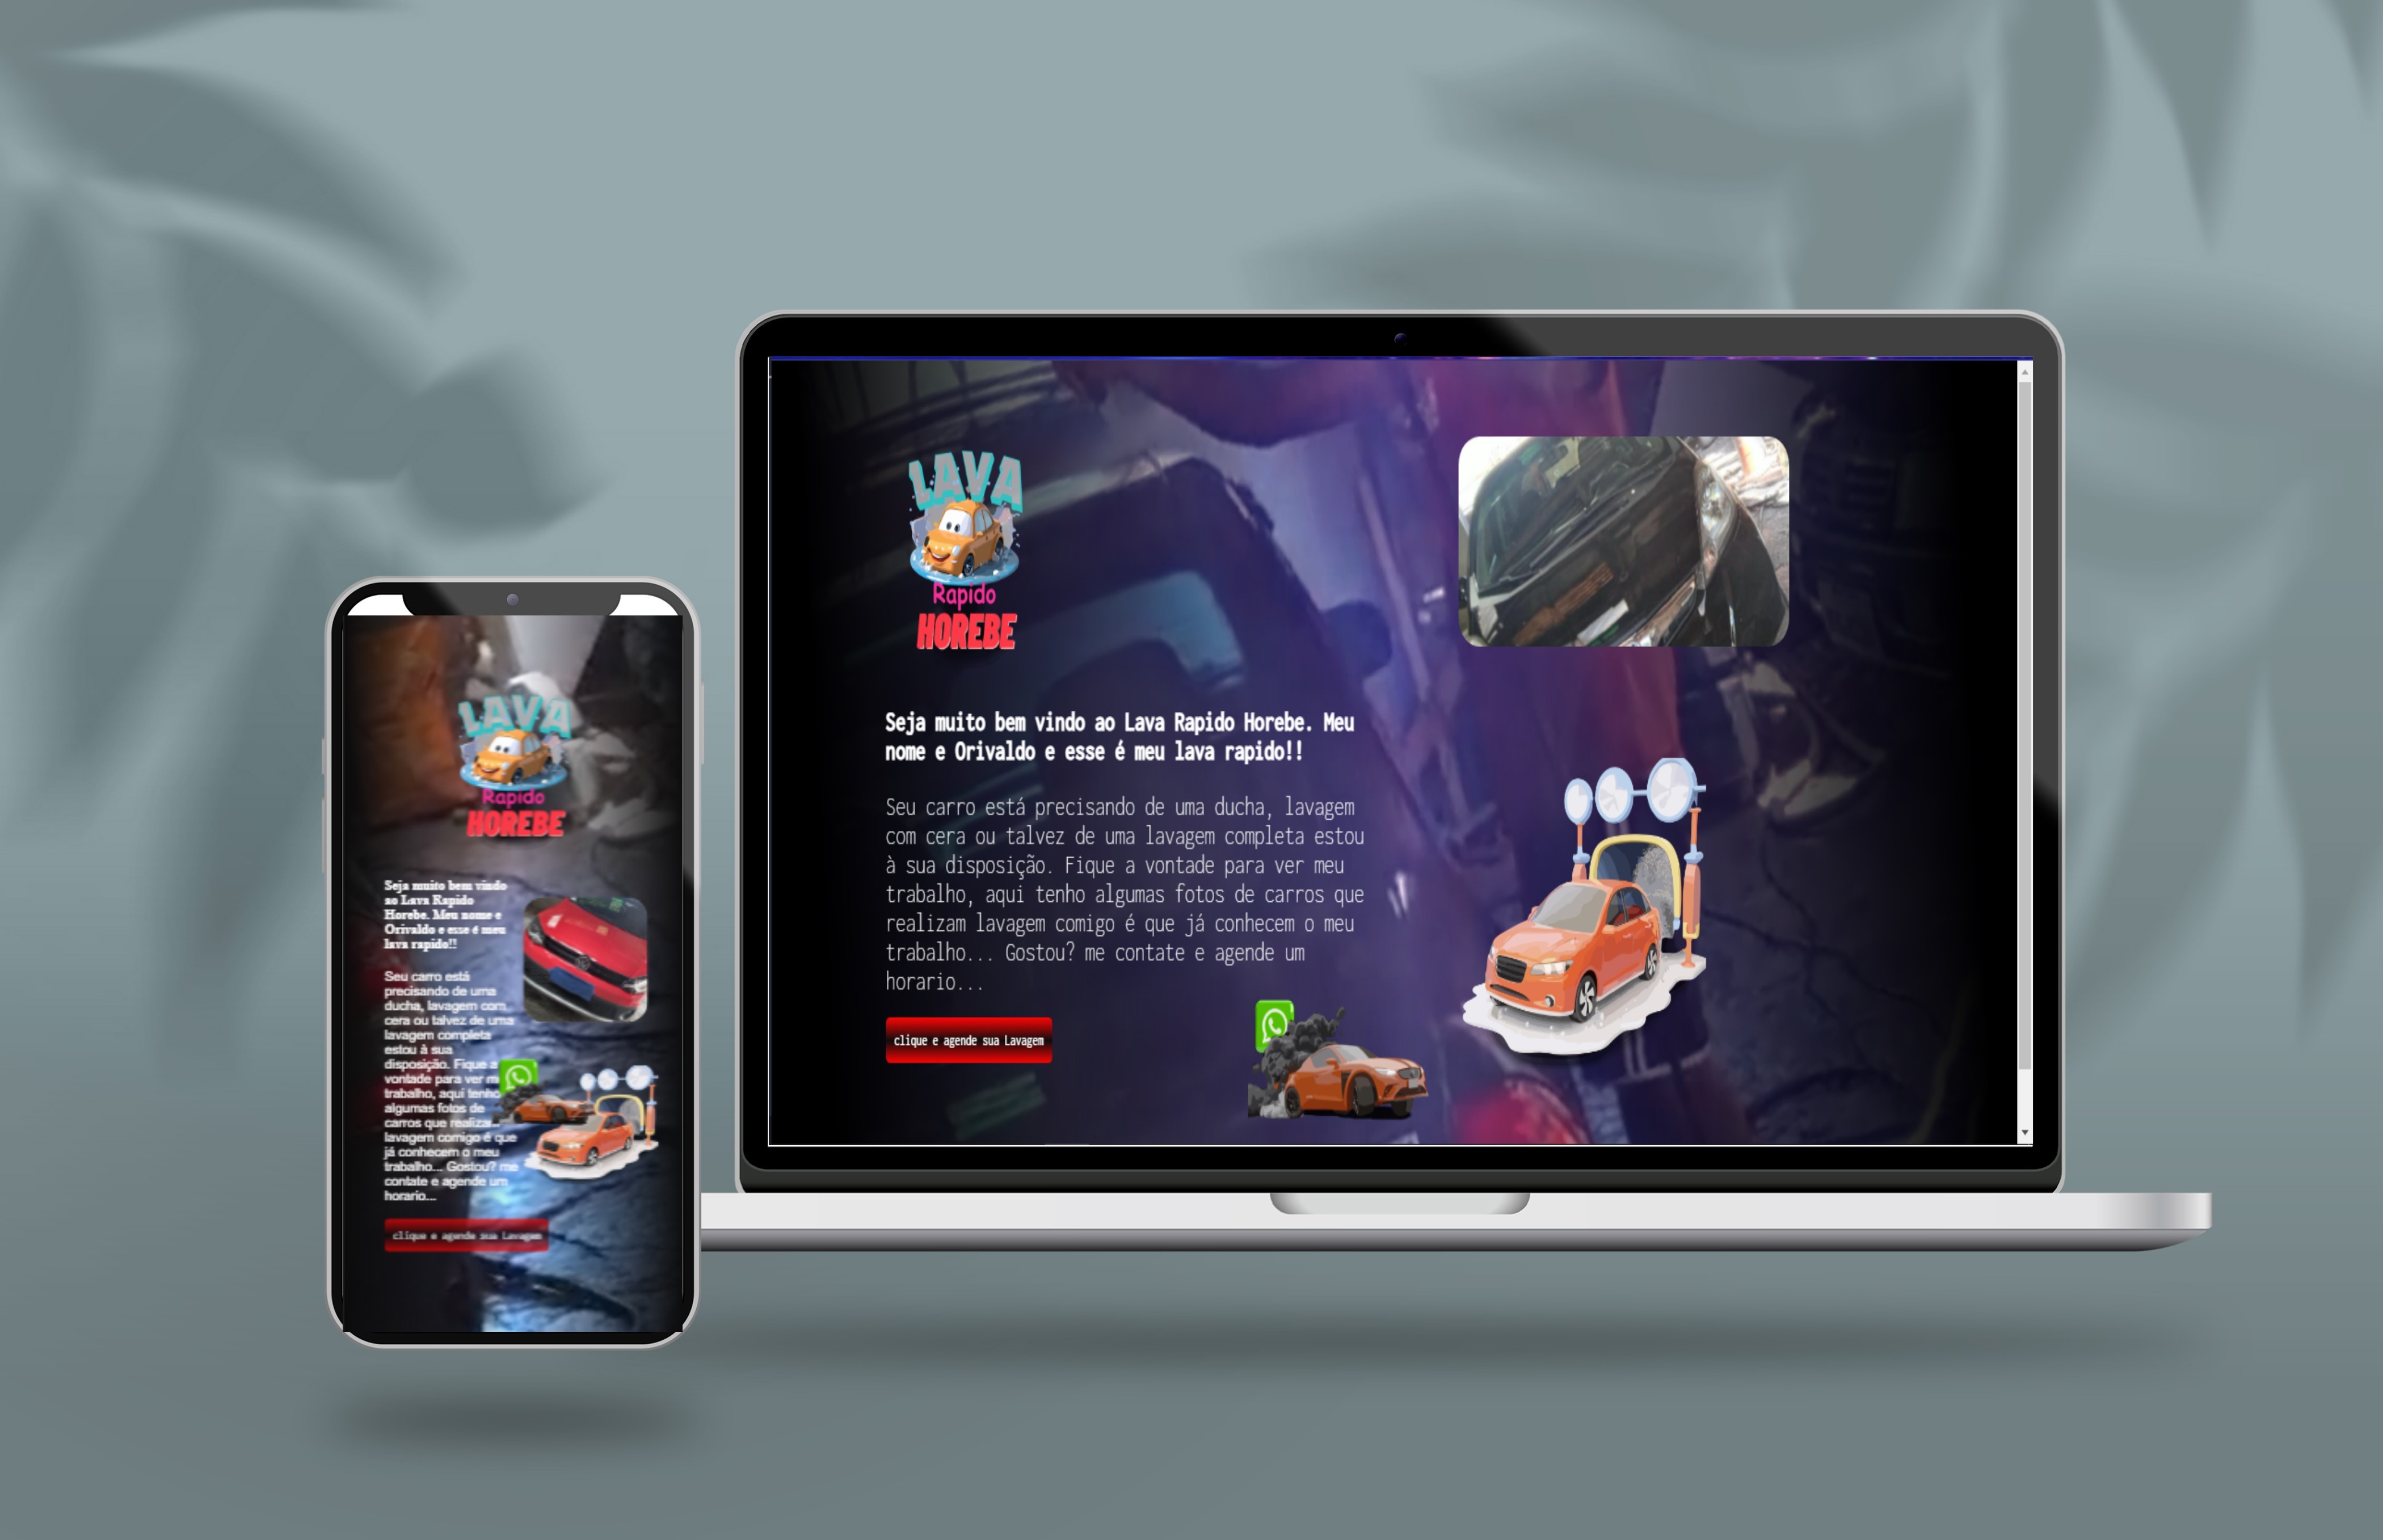 LAVA
Rapido
HOREBE
Seja muito bem vindo
ao Lava Rapido
Horebe. Meu nome e
Orivaldo e esse é meu
lava rapido!!
Seu carro está
precisando de uma
ducha, lavagem com
cera ou talvez de uma
lavagem completa
estou à sua
disposição. Fique a
vontade para ver
trabalho, aqui tenho
algumas fotos de
carros que
lavagem comigo é que
já conhecem o meu
trabalho... Gostou? me
contate e agende um
horario...
clique e agende sua Lavagem
LAVA
Rapido
HOREBE
Seja muito bem vindo ao Lava Rapido Horebe. Meu
nome e Orivaldo e esse é meu lava rapido!!
Seu carro está precisando de uma ducha, lavagem
com cera ou talvez de uma lavagem completa estou
à sua disposição. Fique a vontade para ver meu
trabalho, aqui tenho algumas fotos de carros que
realizam lavagem comigo é que já conhecem o meu
trabalho... Gostou? me contate e agende um
horario...
clique e agende sua Lavagem